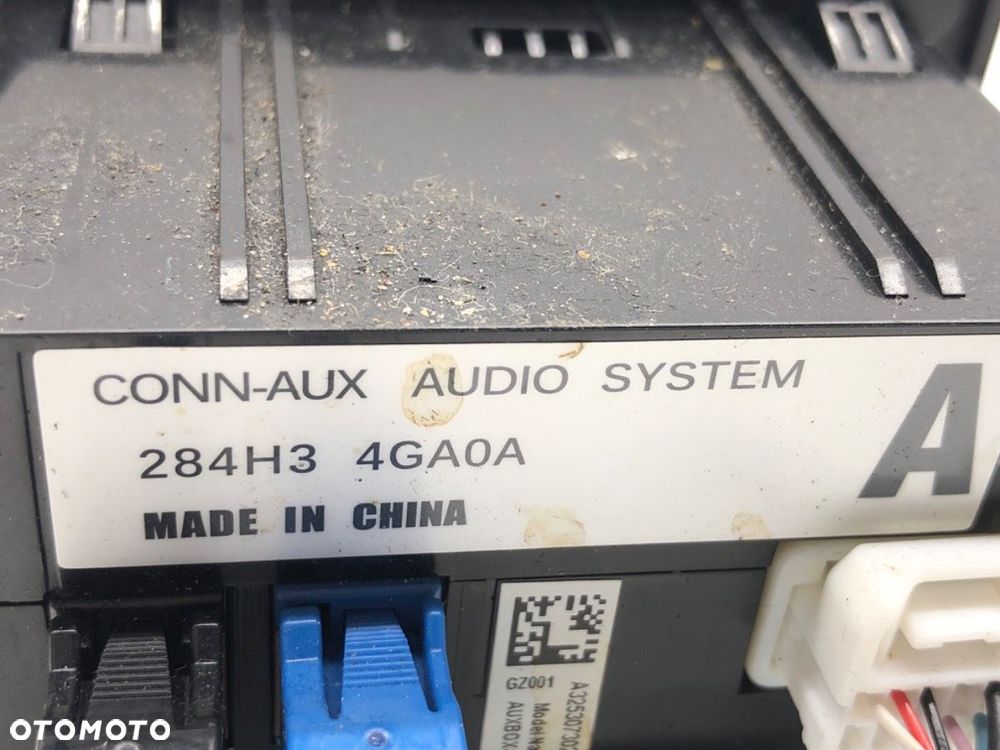 CONN-AUX AUDIO SYSTEM
284H3 4GA0A
MADE IN CHINA
A
GZ001
OTOMOTO